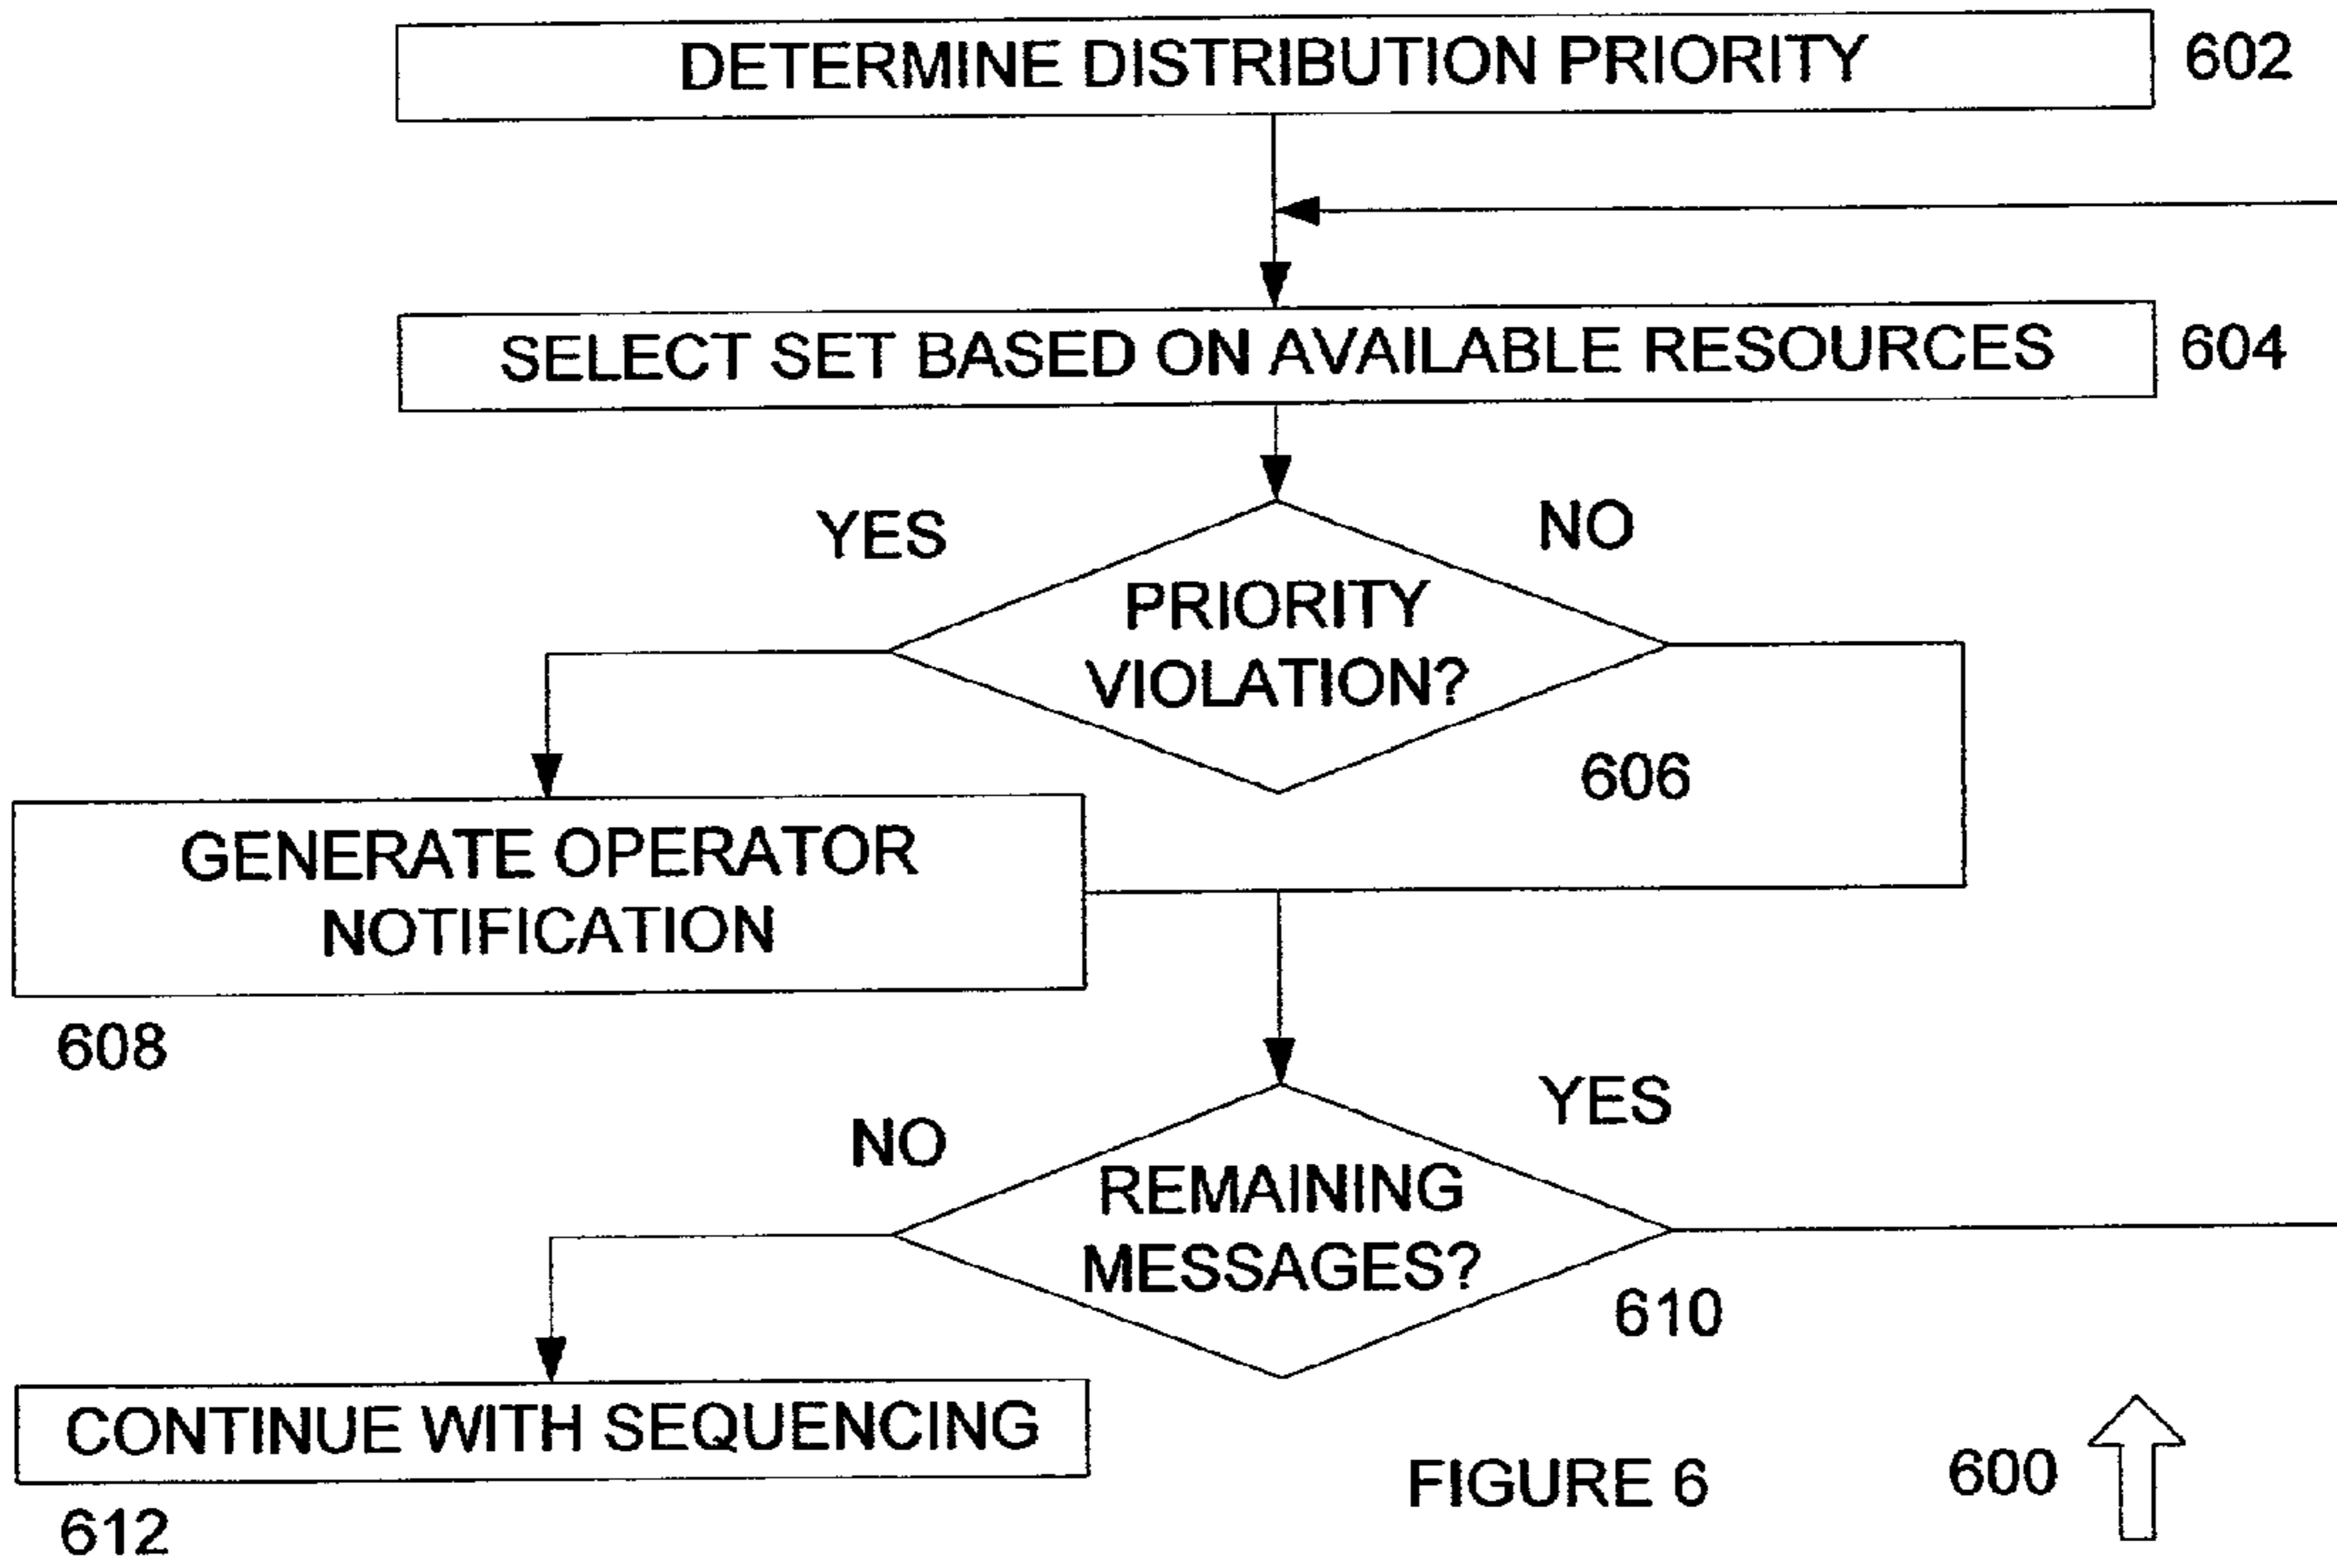 DETERMINE DISTRIBUTION PRIORITY
602
SELECT SET BASED ON AVAILABLE RESOURCES
604
YES
NO
PRIORITY
VIOLATION?
606
GENERATE OPERATOR
NOTIFICATION
608
YES
NO
REMAINING
MESSAGES?
610
CONTINUE WITH SEQUENCING
612
FIGURE 6
600